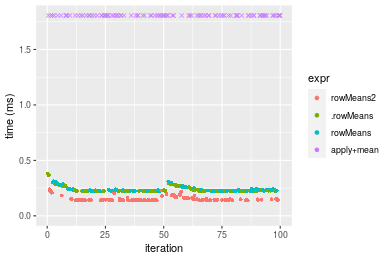 time (ms)
1.5
1.0
0.5
0.0
0
25
50
75
100
iteration
expr
rowMeans2
.rowMeans
rowMeans
apply+mean